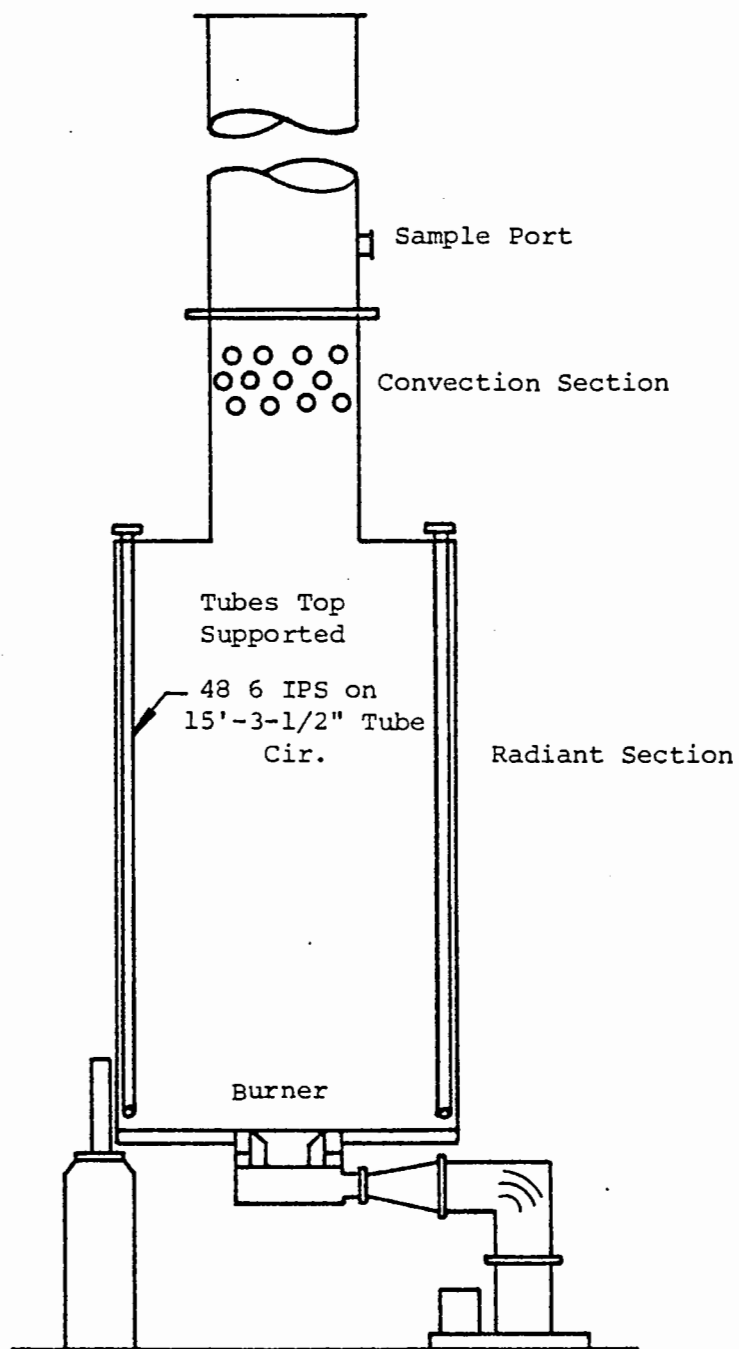 Sample Port
Convection Section
Tubes Top
Supported
48 6 IPS on
15'-3-1/2" Tube
Cir.
Radiant Section
Burner